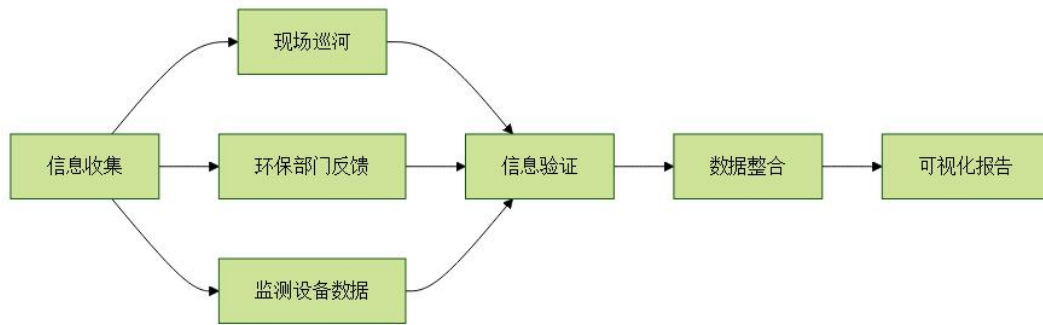 现场巡河
信息收集
环保部门反馈
信息验证
数据整合
可视化报告
监测设备数据